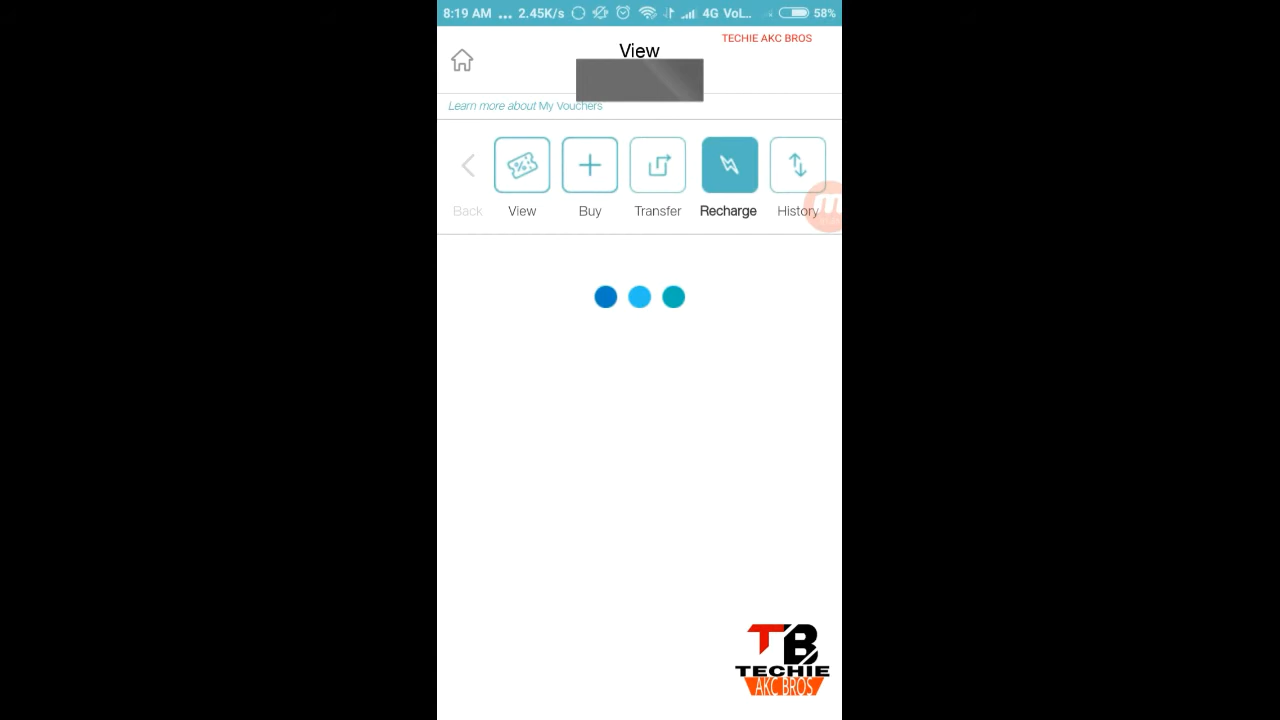 8:19 AM ... 2.45K/s 4G VoL... 58%
TECHIE AKC BROS
View
Learn more about My Vouchers
Back View Buy Transfer Recharge History
TB
TECHIE
AKC BROS